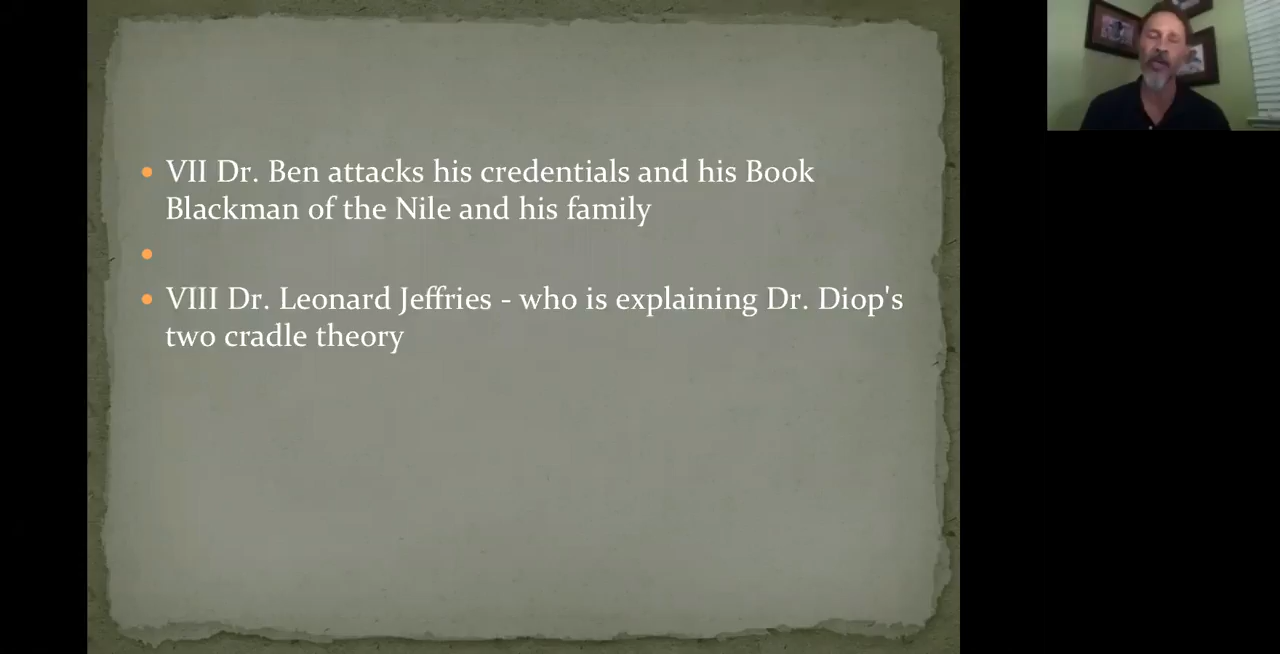 • VII Dr. Ben attacks his credentials and his Book
Blackman of the Nile and his family
•
• VIII Dr. Leonard Jeffries - who is explaining Dr. Diop's
two cradle theory